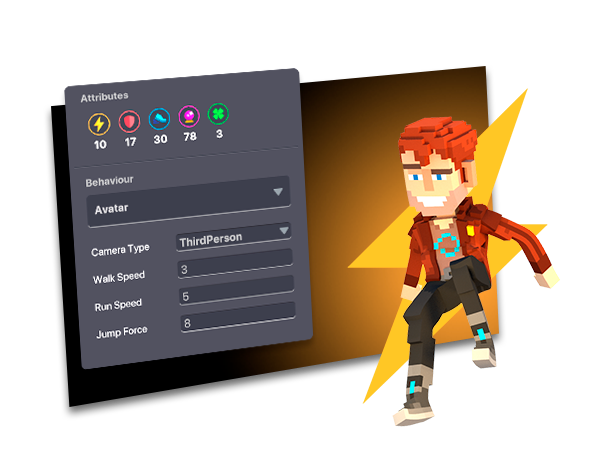 Attributes
10 17 30 78 3
Behaviour
Avatar
Camera Type ThirdPerson
Walk Speed 3
Run Speed 5
Jump Force 8